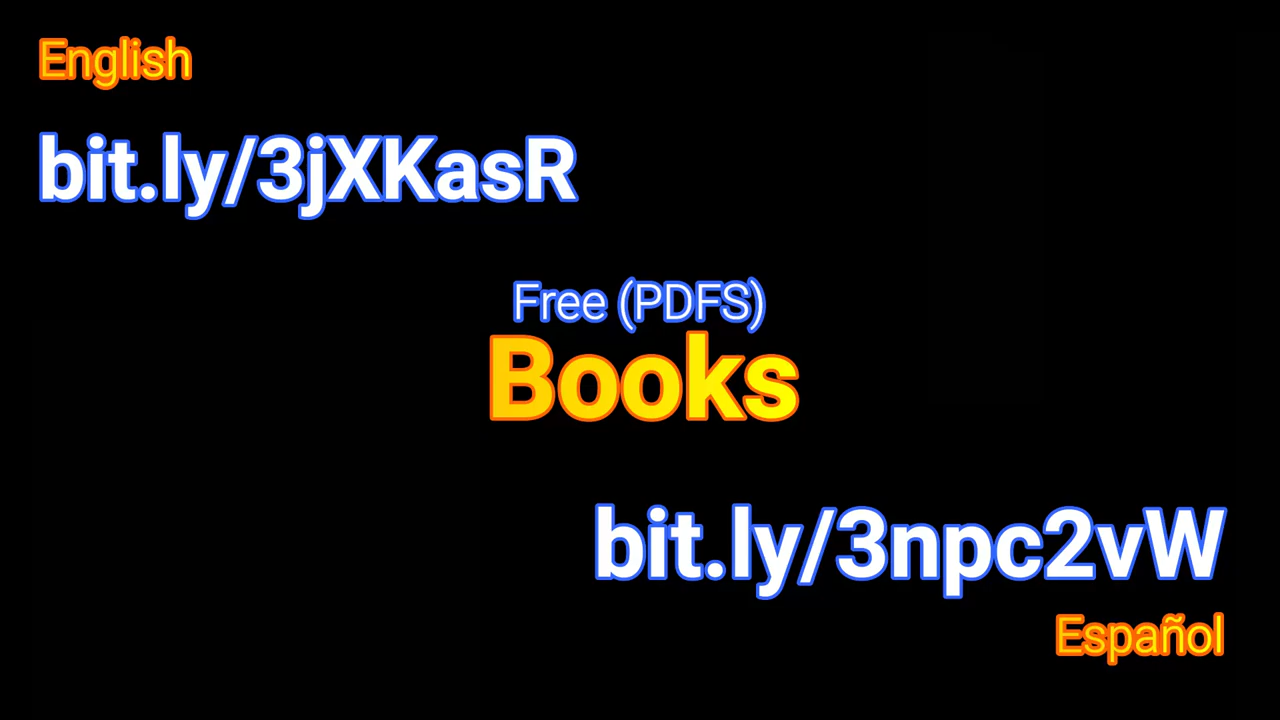 English
bit.ly/3jXKasR
Free (PDFS)
Books
bit.ly/3npc2vW
Español